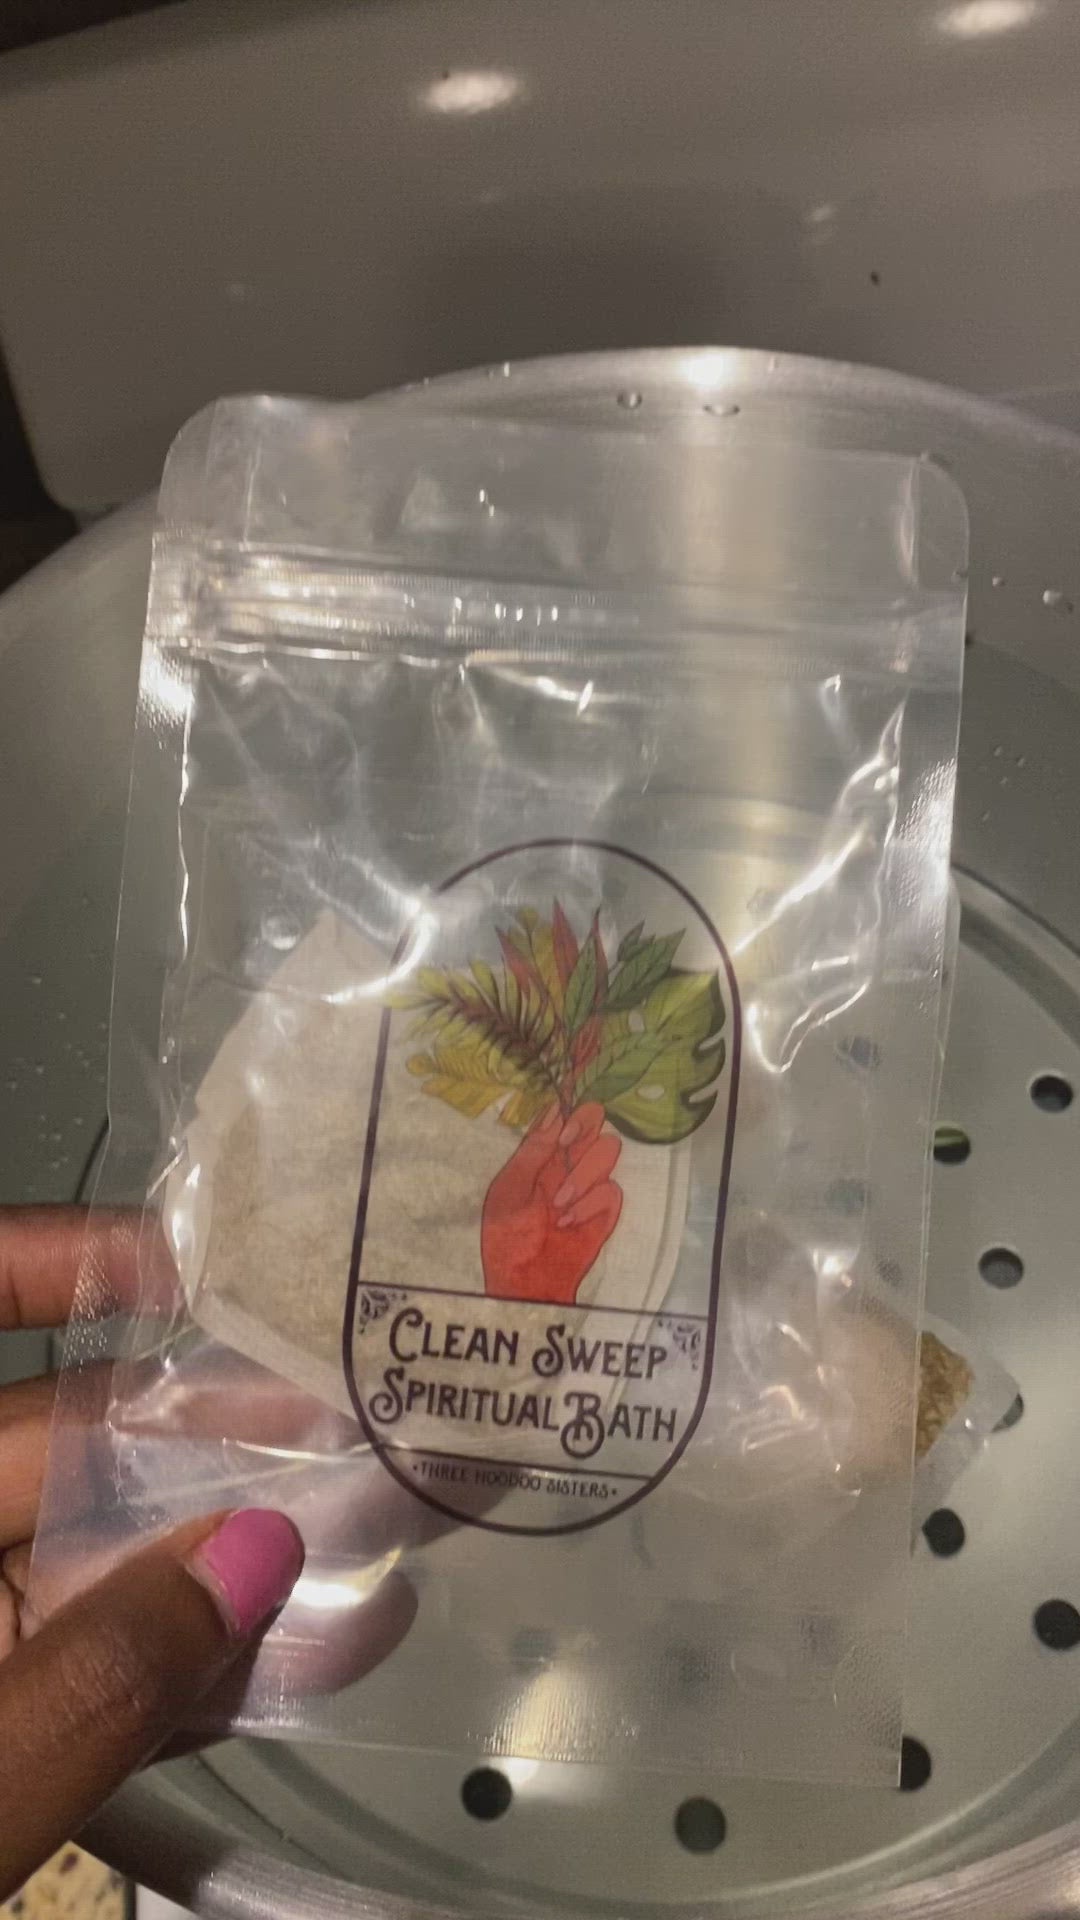 CLEAN SWEEP
SPIRITUAL BATH
•THREE HOODOO SISTERS•